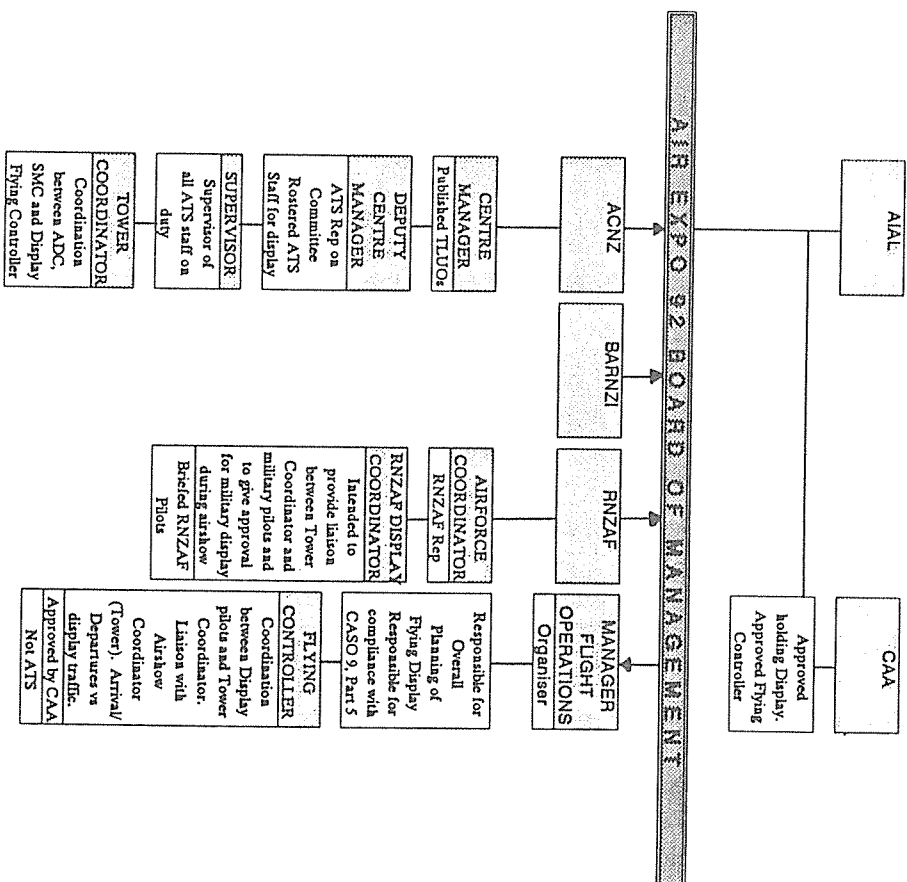 AIAL
CAA
Approved
holding Display.
Approved Flying
Controller
AIR EXPO 92 BOARD OF MANAGEMENT
ACNZ
CENTRE
MANAGER
Published TLUOs
DEPUTY
CENTRE
MANAGER
ATS Rep on
Committee
Rostered ATS
Staff for display
SUPERVISOR
Supervisor of
all ATS staff on
duty
TOWER
COORDINATOR
Coordination
between ADC,
SMC and Display
Flying Controller
BARNZI
RNZAF
AIRFORCE
COORDINATOR
RNZAF Rep
RNZAF DISPLAY
COORDINATOR
Intended to
provide liaison
between Tower
Coordinator and
military pilots and
to give approval
for military display
during airshow
Briefed RNZAF
Pilots
MANAGER
FLIGHT
OPERATIONS
Organiser
Responsible for
Overall
Planning of
Flying Display
Responsible for
compliance with
CASO 9, Part 5
FLYING
CONTROLLER
Coordination
between Display
pilots and Tower
Coordinator.
Liaison with
Airshow
Coordinator
(Tower). Arrival/
Departures vs
display traffic.
Approved by CAA
Not ATS